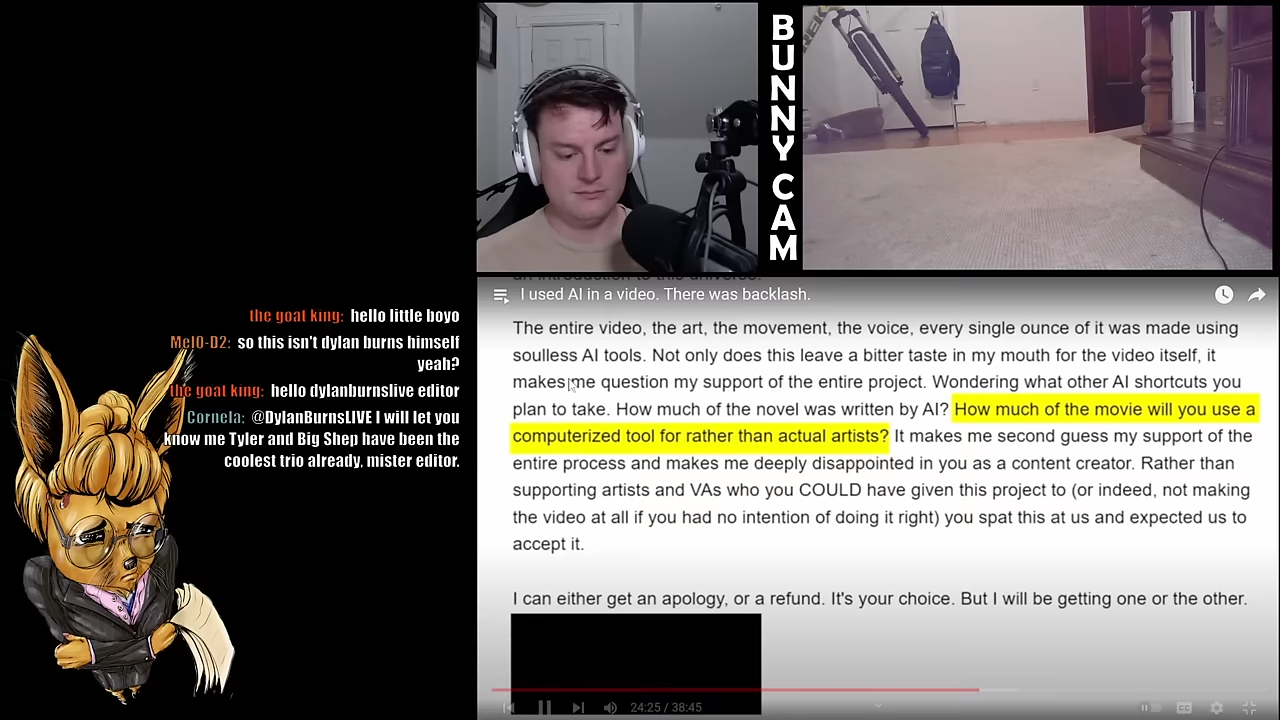 BUNNY CAM
an introduction to this universe.
I used AI in a video. There was backlash.
The entire video, the art, the movement, the voice, every single ounce of it was made using
soulless AI tools. Not only does this leave a bitter taste in my mouth for the video itself, it
makes me question my support of the entire project. Wondering what other AI shortcuts you
plan to take. How much of the novel was written by AI? How much of the movie will you use a
computerized tool for rather than actual artists? It makes me second guess my support of the
entire process and makes me deeply disappointed in you as a content creator. Rather than
supporting artists and VAs who you COULD have given this project to (or indeed, not making
the video at all if you had no intention of doing it right) you spat this at us and expected us to
accept it.
I can either get an apology, or a refund. It's your choice. But I will be getting one or the other.
24:25 / 38:45
the goat king: hello little boyo
MelO-D2: so this isn't dylan burns himself
yeah?
the goat king: hello dylanburnslive editor
Cornela: @DylanBurnsLIVE I will let you
know me Tyler and Big Shep have been the
coolest trio already, mister editor.